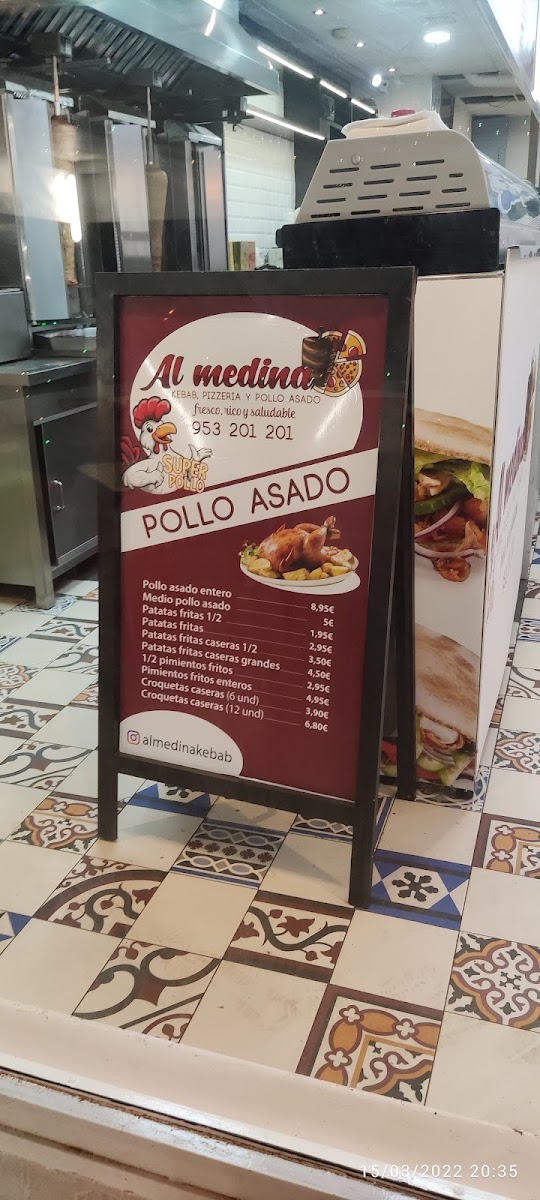 Al medina
KEBAB, PIZZERIA Y POLLO ASADO
fresco, rico y saludable
953 201 201
SUPER
POLLO
POLLO ASADO
Pollo asado entero 8,95€
Medio pollo asado 5€
Patatas fritas 1/2 1,95€
Patatas fritas 2,95€
Patatas fritas caseras 1/2 3,50€
Patatas fritas caseras grandes 4,50€
1/2 pimientos fritos 2,95€
Pimientos fritos enteros 4,95€
Croquetas caseras (6 und) 3,90€
Croquetas caseras (12 und) 6,80€
almedinakebab
15/03/2022 20:35